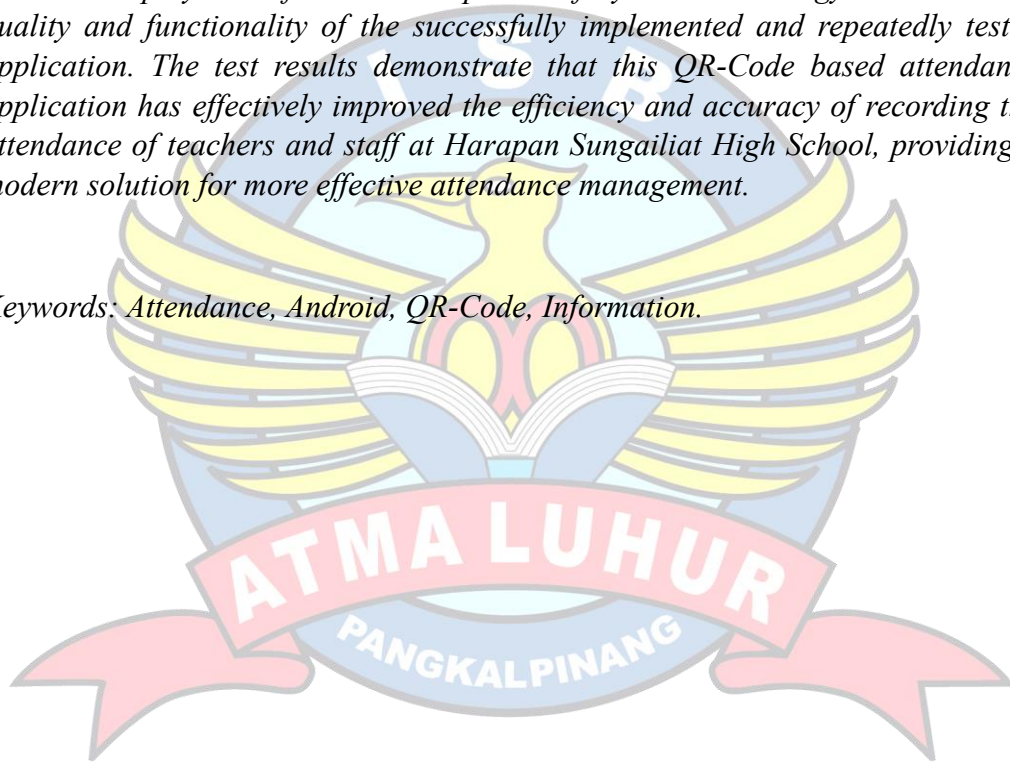 uality and functionality of the successfully implemented and repeatedly test
pplication. The test results demonstrate that this QR-Code based attendan
pplication has effectively improved the efficiency and accuracy of recording t
ttendance of teachers and staff at Harapan Sungailiat High School, providing
odern solution for more effective attendance management.
eywords: Attendance, Android, QR-Code, Information.
I S B
ATMA LUHUR
PANGKALPINANG